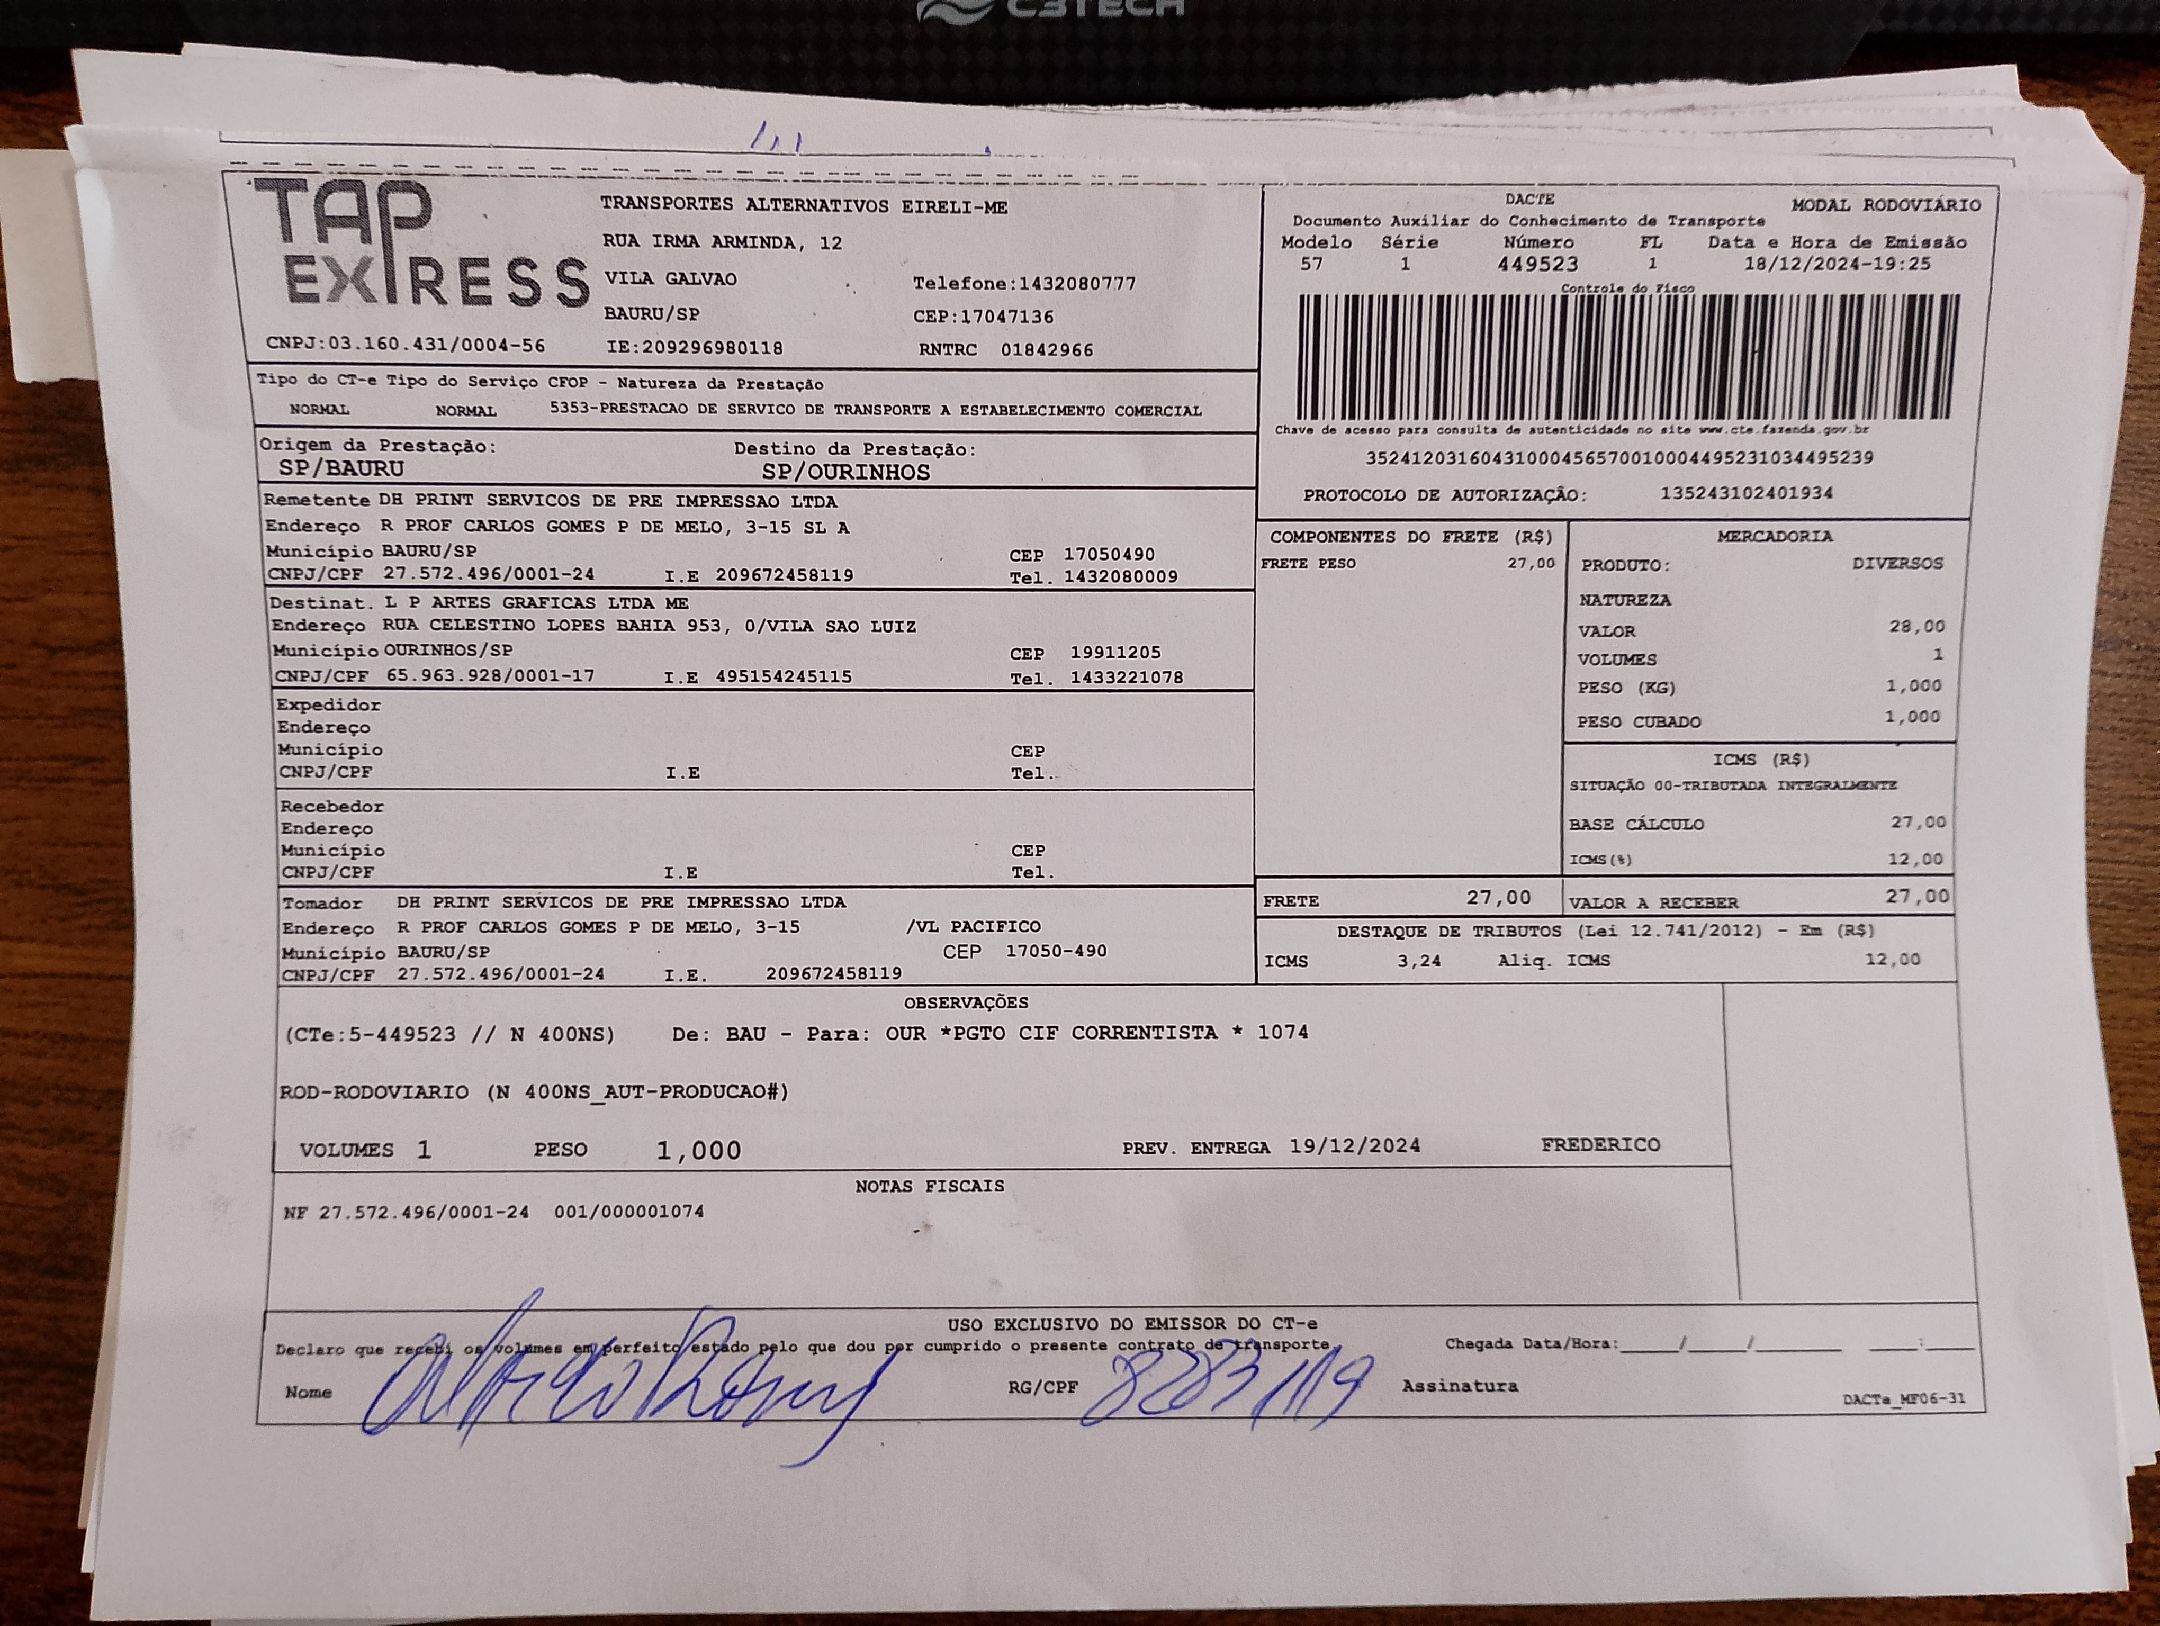 C3TECH
TAP
EXPRESS
TRANSPORTES ALTERNATIVOS EIRELI-ME
RUA IRMA ARMINDA, 12
VILA GALVAO Telefone:1432080777
BAURU/SP CEP:17047136
CNPJ:03.160.431/0004-56 IE:209296980118 RNTRC 01842966
DACTE MODAL RODOVIÁRIO
Documento Auxiliar do Conhecimento de Transporte
Modelo Série Número FL Data e Hora de Emissão
57 1 449523 1 18/12/2024-19:25
Controle do Fisco
Chave de acesso para consulta de autenticidade no site www.cte.fazenda.gov.br
35241203160431000456570010004495231034495239
PROTOCOLO DE AUTORIZAÇÃO: 135243102401934
Tipo do CT-e Tipo do Serviço CFOP - Natureza da Prestação
NORMAL NORMAL 5353-PRESTACAO DE SERVICO DE TRANSPORTE A ESTABELECIMENTO COMERCIAL
Origem da Prestação: Destino da Prestação:
SP/BAURU SP/OURINHOS
Remetente DH PRINT SERVICOS DE PRE IMPRESSAO LTDA
Endereço R PROF CARLOS GOMES P DE MELO, 3-15 SL A
Município BAURU/SP CEP 17050490
CNPJ/CPF 27.572.496/0001-24 I.E 209672458119 Tel. 1432080009
Destinat. L P ARTES GRAFICAS LTDA ME
Endereço RUA CELESTINO LOPES BAHIA 953, 0/VILA SAO LUIZ
Município OURINHOS/SP CEP 19911205
CNPJ/CPF 65.963.928/0001-17 I.E 495154245115 Tel. 1433221078
Expedidor
Endereço
Município CEP
CNPJ/CPF I.E Tel.
Recebedor
Endereço
Município CEP
CNPJ/CPF I.E Tel.
Tomador DH PRINT SERVICOS DE PRE IMPRESSAO LTDA
Endereço R PROF CARLOS GOMES P DE MELO, 3-15 /VL PACIFICO
Município BAURU/SP CEP 17050-490
CNPJ/CPF 27.572.496/0001-24 I.E. 209672458119
COMPONENTES DO FRETE (R$)
FRETE PESO 27,00
MERCADORIA
PRODUTO: DIVERSOS
NATUREZA
VALOR 28,00
VOLUMES 1
PESO (KG) 1,000
PESO CUBADO 1,000
ICMS (R$)
SITUAÇÃO 00-TRIBUTADA INTEGRALMENTE
BASE CÁLCULO 27,00
ICMS(%) 12,00
FRETE 27,00 VALOR A RECEBER 27,00
DESTAQUE DE TRIBUTOS (Lei 12.741/2012) - Em (R$)
ICMS 3,24 Aliq. ICMS 12,00
OBSERVAÇÕES
(CTe:5-449523 // N 400NS) De: BAU - Para: OUR *PGTO CIF CORRENTISTA * 1074
ROD-RODOVIARIO (N 400NS_AUT-PRODUCAO#)
VOLUMES 1 PESO 1,000 PREV. ENTREGA 19/12/2024 FREDERICO
NOTAS FISCAIS
NF 27.572.496/0001-24 001/000001074
USO EXCLUSIVO DO EMISSOR DO CT-e
Declaro que recebi os volumes em perfeito estado pelo que dou por cumprido o presente contrato de transporte. Chegada Data/Hora:____/____/____ ____:____
Nome RG/CPF Assinatura
DACTe_MF06-31